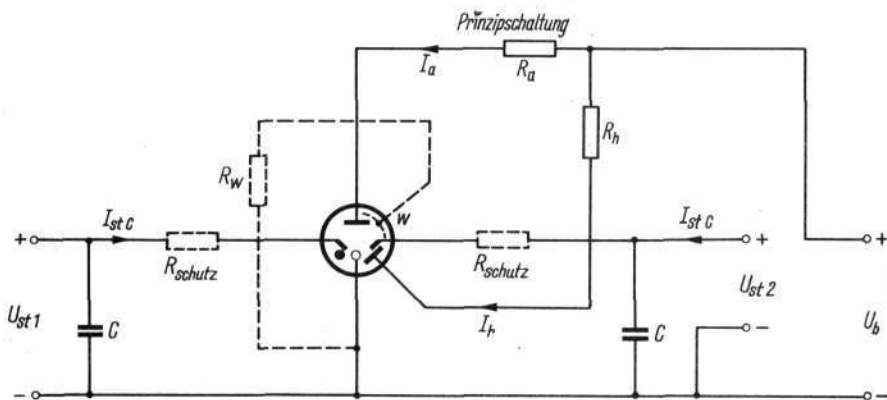 Prinzipschaltung
I_a
R_a
R_h
R_w
w
+
I_st C
R_schutz
R_schutz
I_st C
+
+
U_st 1
C
I_h
C
U_st 2
U_b
−
−
−